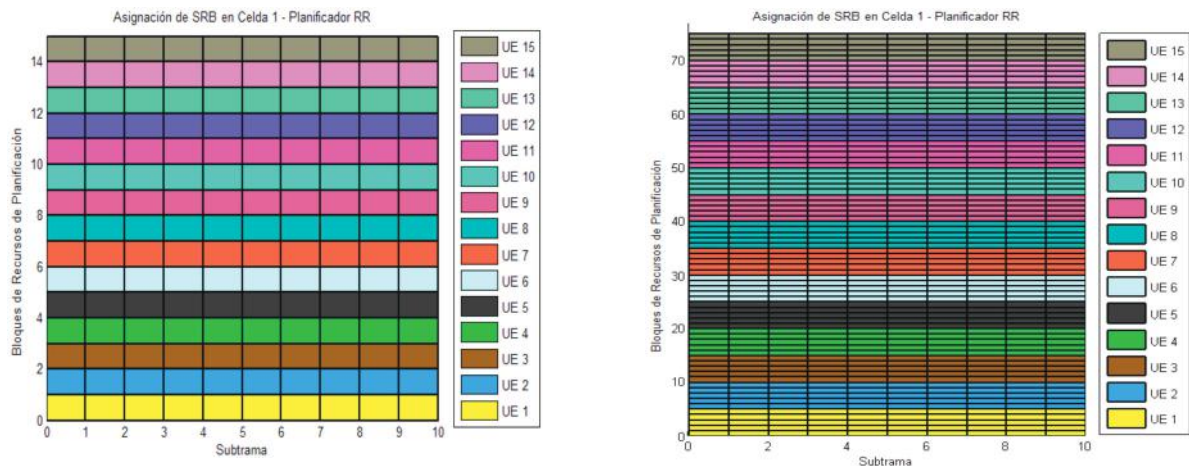 Asignación de SRB en Celda 1 - Planificador RR
14
12
10
8
6
4
2
0
Bloques de Recursos de Planificación
0 1 2 3 4 5 6 7 8 9 10
Subtrama
UE 15
UE 14
UE 13
UE 12
UE 11
UE 10
UE 9
UE 8
UE 7
UE 6
UE 5
UE 4
UE 3
UE 2
UE 1
Asignación de SRB en Celda 1 - Planificador RR
70
60
50
40
30
20
10
0
Bloques de Recursos de Planificación
0 2 4 6 8 10
Subtrama
UE 15
UE 14
UE 13
UE 12
UE 11
UE 10
UE 9
UE 8
UE 7
UE 6
UE 5
UE 4
UE 3
UE 2
UE 1